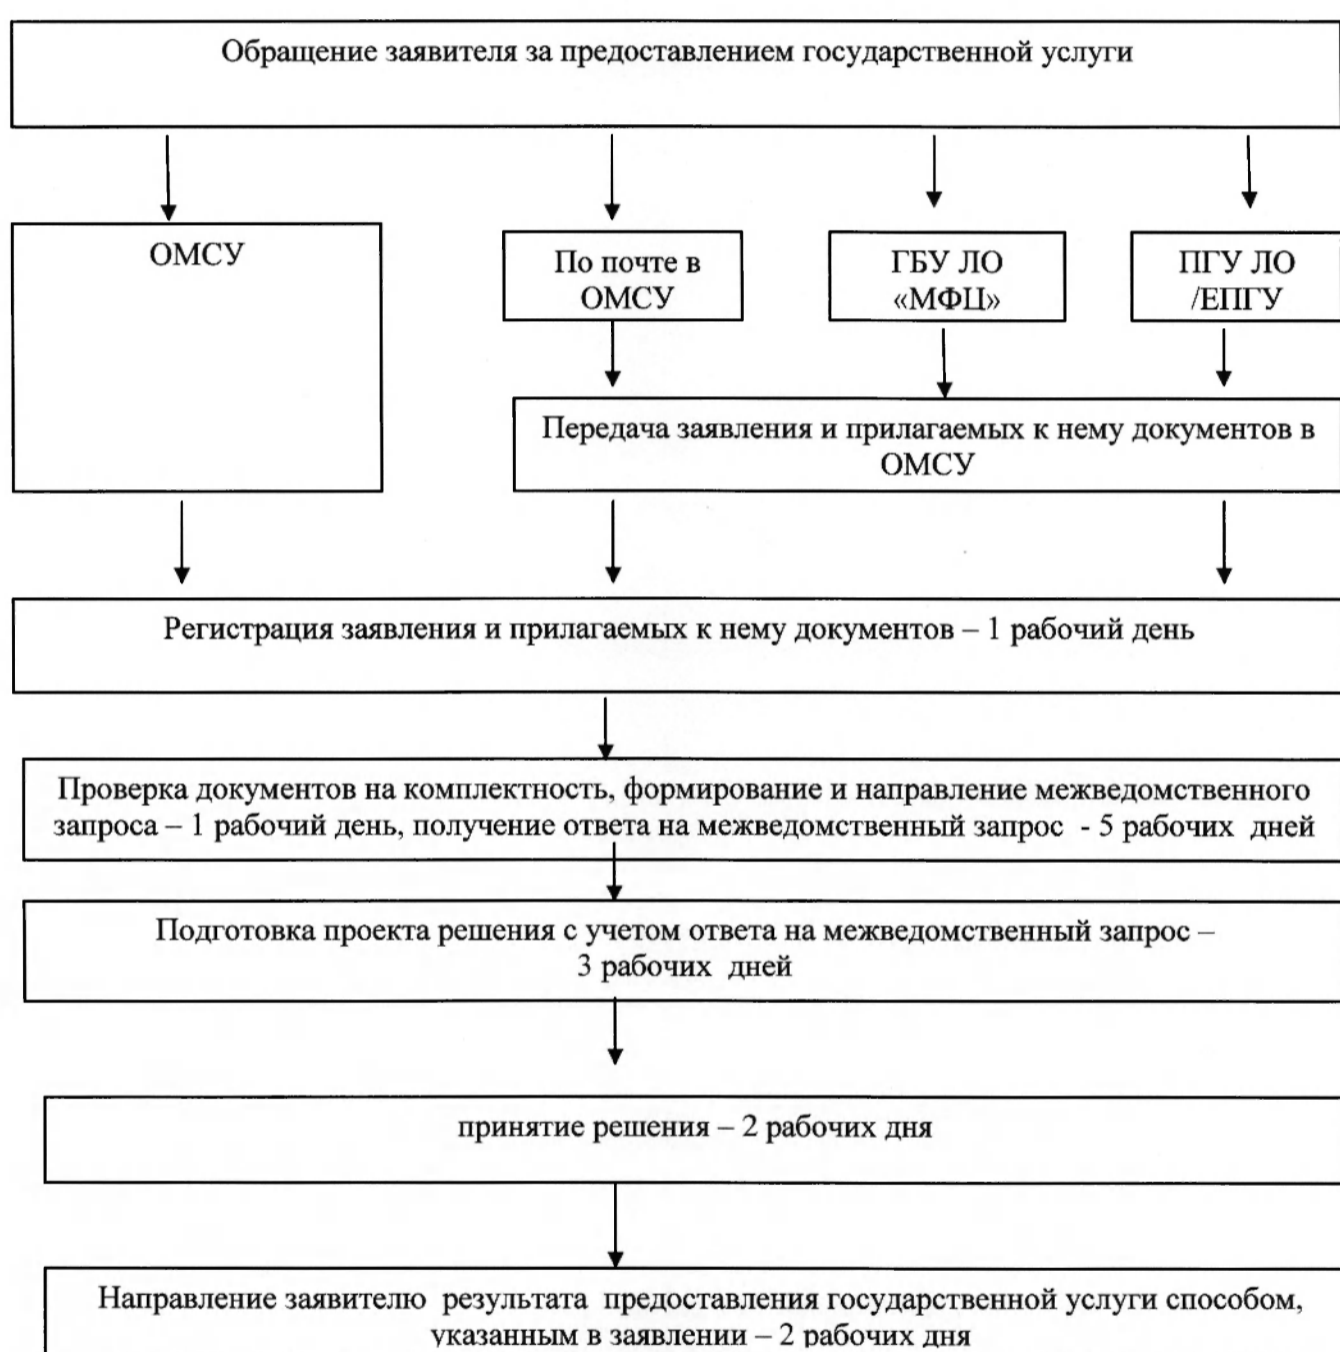 Обращение заявителя за предоставлением государственной услуги
ОМСУ
По почте в
ОМСУ
ГБУ ЛО
«МФЦ»
ПГУ ЛО
/ЕПГУ
Передача заявления и прилагаемых к нему документов в
ОМСУ
Регистрация заявления и прилагаемых к нему документов – 1 рабочий день
Проверка документов на комплектность, формирование и направление межведомственного
запроса – 1 рабочий день, получение ответа на межведомственный запрос - 5 рабочих дней
Подготовка проекта решения с учетом ответа на межведомственный запрос –
3 рабочих дней
принятие решения – 2 рабочих дня
Направление заявителю результата предоставления государственной услуги способом,
указанным в заявлении – 2 рабочих дня